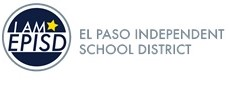 I AM
EPISD
EL PASO INDEPENDENT
SCHOOL DISTRICT